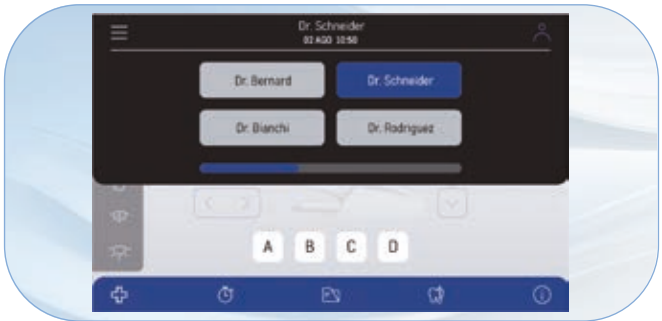 Dr. Schneider
02 AGO 10:50
Dr. Bernard
Dr. Schneider
Dr. Bianchi
Dr. Rodriguez
A B C D